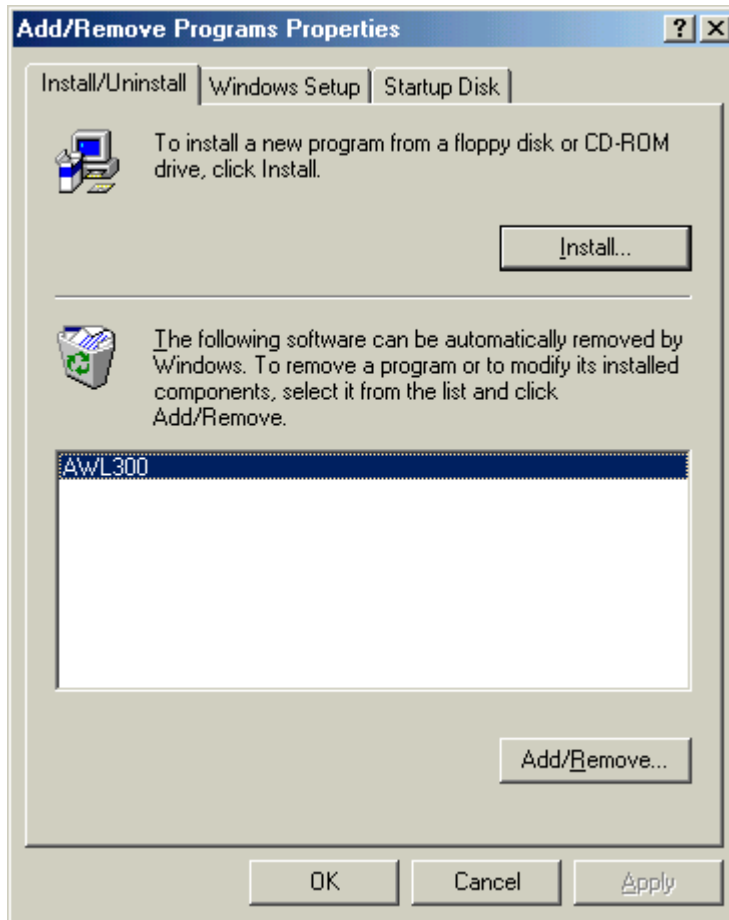 Add/Remove Programs Properties
Install/Uninstall
Windows Setup
Startup Disk
To install a new program from a floppy disk or CD-ROM
drive, click Install.
Install...
The following software can be automatically removed by
Windows. To remove a program or to modify its installed
components, select it from the list and click
Add/Remove.
AWL300
Add/Remove...
OK
Cancel
Apply